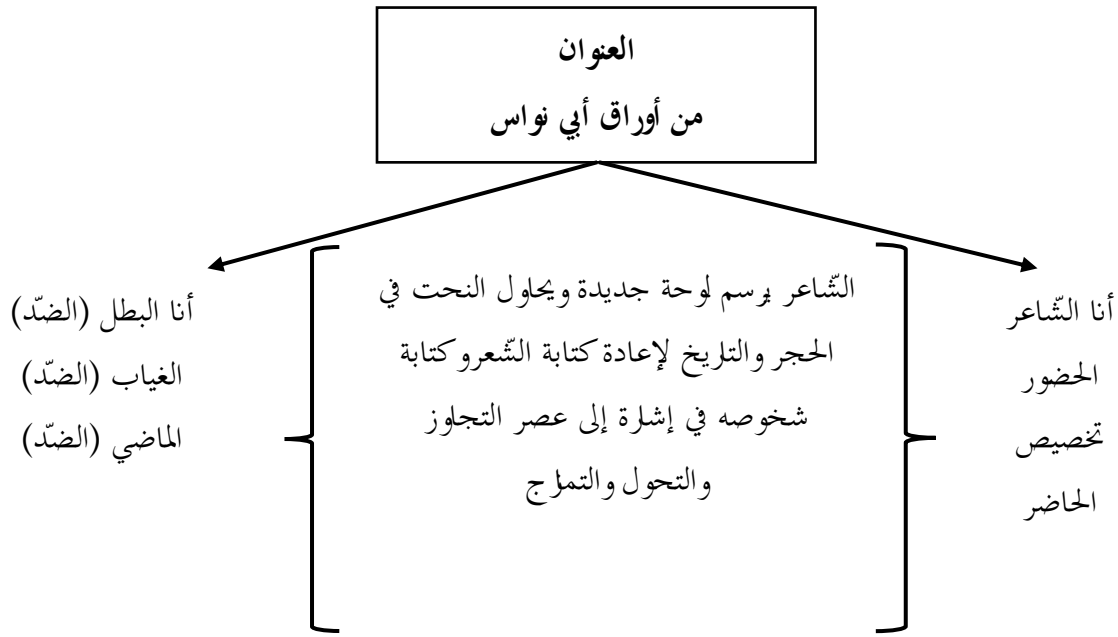 العنوان
من أوراق أبي نواس
أنا الشّاعر
الحضور
تخصيص
الحاضر
الشّاعر يرسم لوحة جديدة ويحاول النحت في
الحجر والتاريخ لإعادة كتابة الشّعر وكتابة
شخوصه في إشارة إلى عصر التجاوز
والتحول والتمازج
أنا البطل (الضدّ)
الغياب (الضدّ)
الماضي (الضدّ)